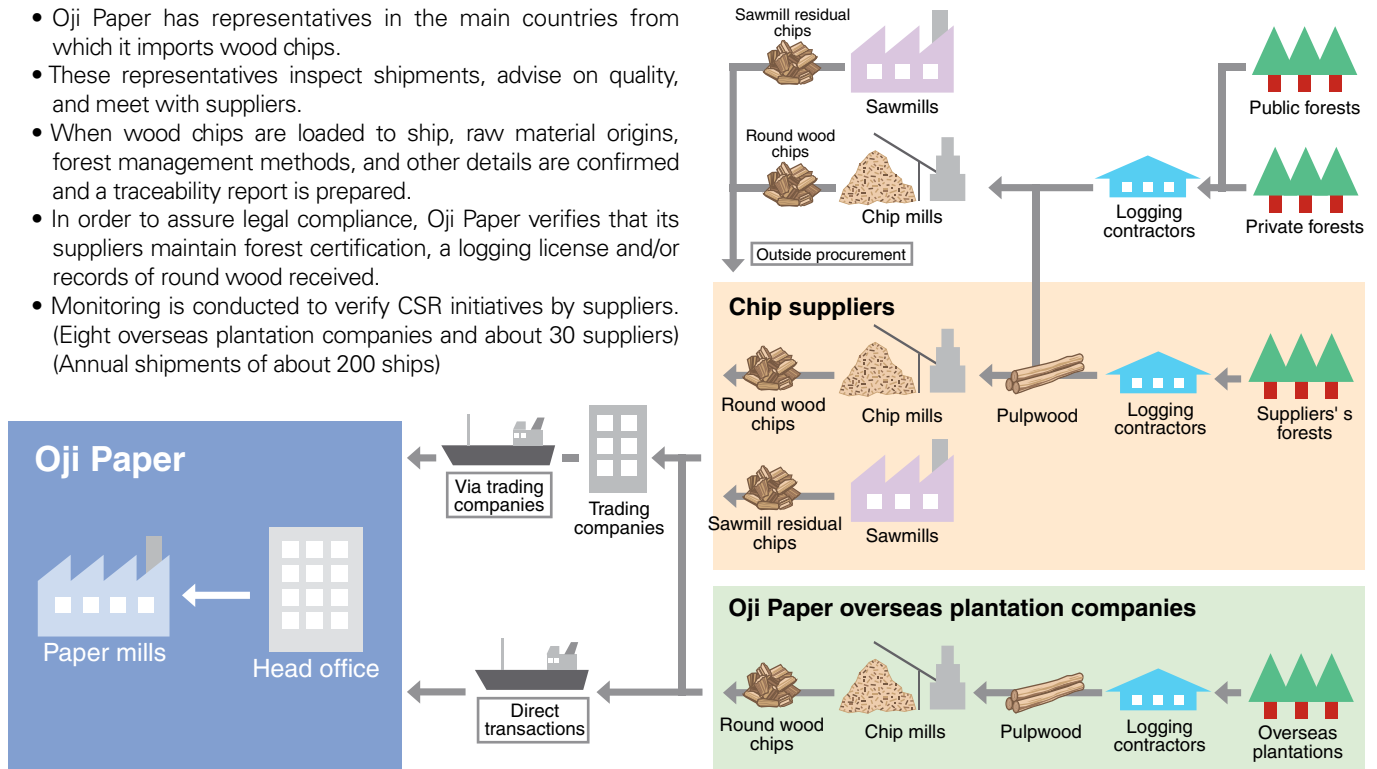 • Oji Paper has representatives in the main countries from
which it imports wood chips.
• These representatives inspect shipments, advise on quality,
and meet with suppliers.
• When wood chips are loaded to ship, raw material origins,
forest management methods, and other details are confirmed
and a traceability report is prepared.
• In order to assure legal compliance, Oji Paper verifies that its
suppliers maintain forest certification, a logging license and/or
records of round wood received.
• Monitoring is conducted to verify CSR initiatives by suppliers.
(Eight overseas plantation companies and about 30 suppliers)
(Annual shipments of about 200 ships)
Sawmill residual
chips
Sawmills
Public forests
Round wood
chips
Chip mills
Logging
contractors
Private forests
Outside procurement
Chip suppliers
Round wood
chips
Chip mills
Pulpwood
Logging
contractors
Suppliers' s
forests
Sawmill residual
chips
Sawmills
Oji Paper overseas plantation companies
Round wood
chips
Chip mills
Pulpwood
Logging
contractors
Overseas
plantations
Oji Paper
Paper mills
Head office
Via trading
companies
Trading
companies
Direct
transactions